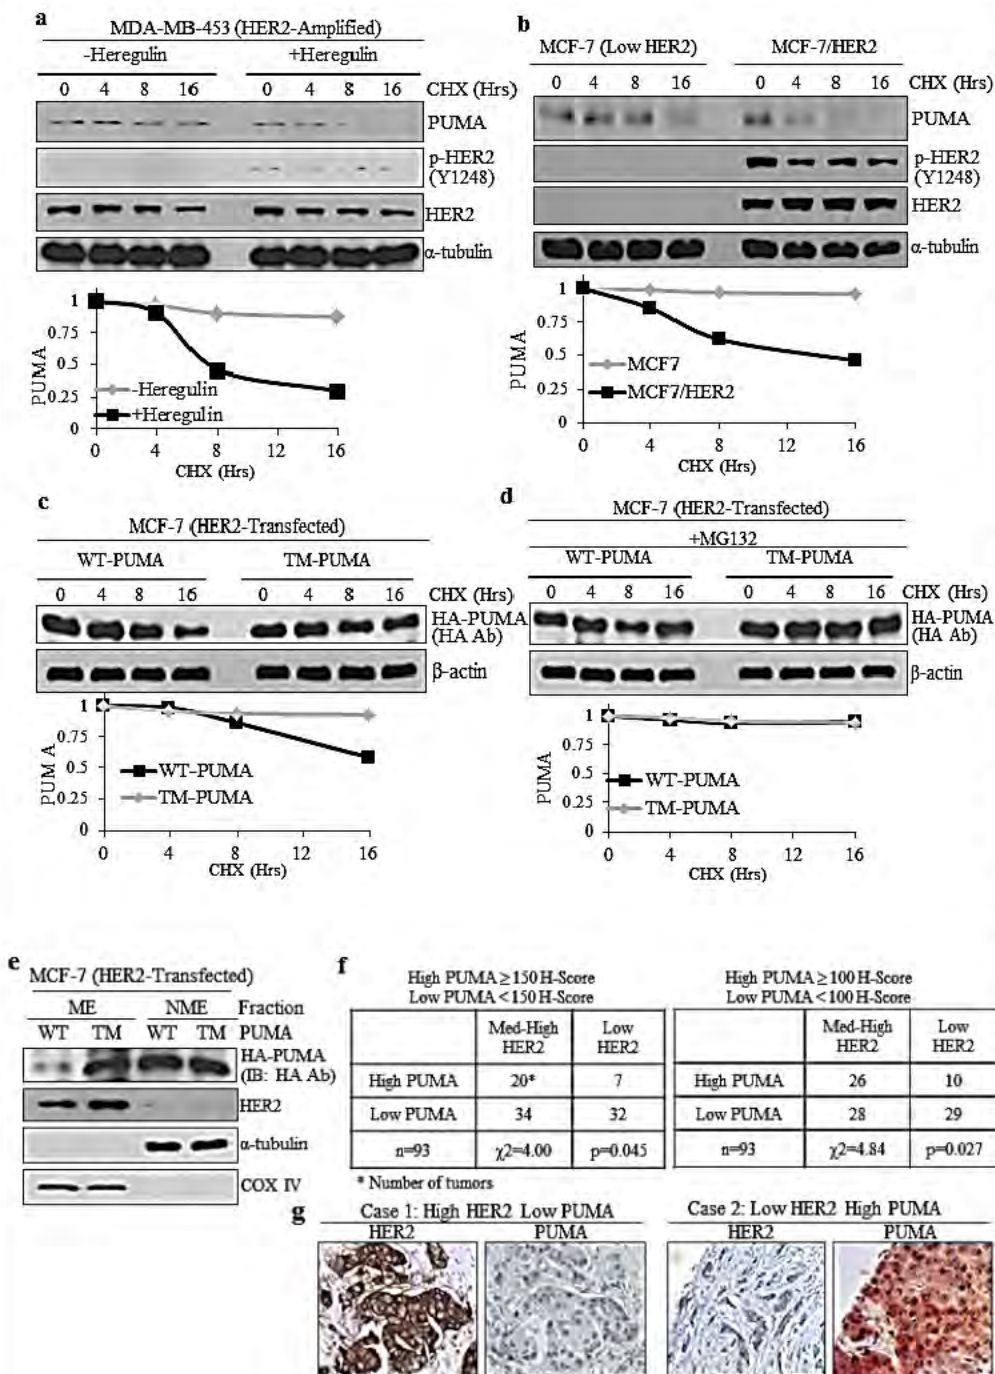 a
MDA-MB-453 (HER2-Amplified)
-Heregulin +Heregulin
0 4 8 16 0 4 8 16 CHX (Hrs)
PUMA
p-HER2
(Y1248)
HER2
α-tubulin
1
0.75
0.5
0.25
0
PUMA
-Heregulin
+Heregulin
0 4 8 12 16
CHX (Hrs)
b
MCF-7 (Low HER2) MCF-7/HER2
0 4 8 16 0 4 8 16
CHX (Hrs)
PUMA
p-HER2
(Y1248)
HER2
α-tubulin
1
0.75
0.5
0.25
0
PUMA
MCF7
MCF7/HER2
0 4 8 12 16
CHX (Hrs)
c
MCF-7 (HER2-Transfected)
WT-PUMA TM-PUMA
0 4 8 16 0 4 8 16 CHX (Hrs)
HA-PUMA
(HA Ab)
β-actin
1
0.75
0.5
0.25
0
PUM A
WT-PUMA
TM-PUMA
0 4 8 12 16
CHX (Hrs)
d
MCF-7 (HER2-Transfected)
+MG132
WT-PUMA TM-PUMA
0 4 8 16 0 4 8 16 CHX (Hrs)
HA-PUMA
(HA Ab)
β-actin
1
0.75
0.5
0.25
0
PUMA
WT-PUMA
TM-PUMA
0 4 8 12 16
CHX (Hrs)
e
MCF-7 (HER2-Transfected)
ME NME Fraction
WT TM WT TM PUMA
HA-PUMA
(IB: HA Ab)
HER2
α-tubulin
COX IV
f
High PUMA ≥ 150 H-Score
Low PUMA < 150 H-Score
Med-High Low
HER2 HER2
High PUMA 20* 7
Low PUMA 34 32
n=93 χ2=4.00 p=0.045
* Number of tumors
High PUMA ≥ 100 H-Score
Low PUMA < 100 H-Score
Med-High Low
HER2 HER2
High PUMA 26 10
Low PUMA 28 29
n=93 χ2=4.84 p=0.027
g
Case 1: High HER2 Low PUMA
HER2 PUMA
Case 2: Low HER2 High PUMA
HER2 PUMA